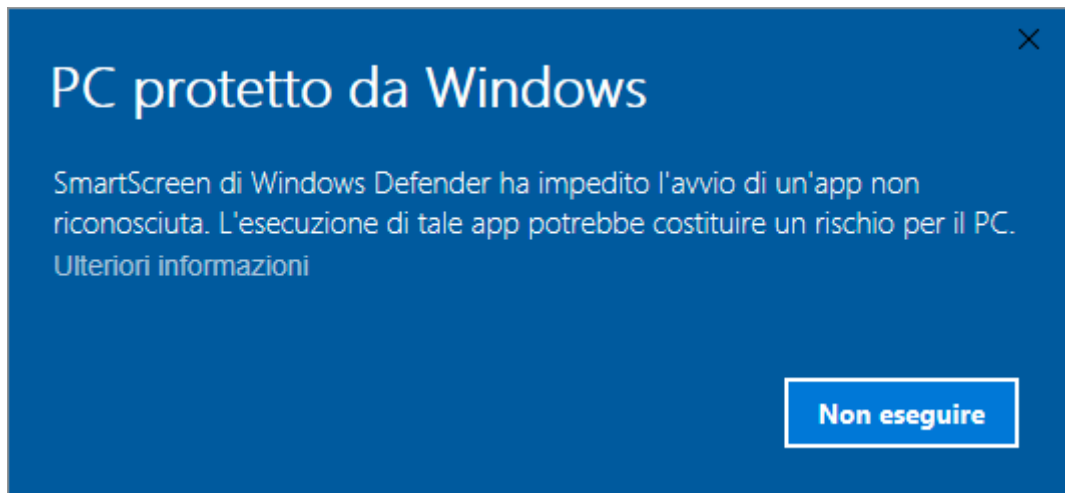 PC protetto da Windows
SmartScreen di Windows Defender ha impedito l'avvio di un'app non
riconosciuta. L'esecuzione di tale app potrebbe costituire un rischio per il PC.
Ulteriori informazioni
Non eseguire